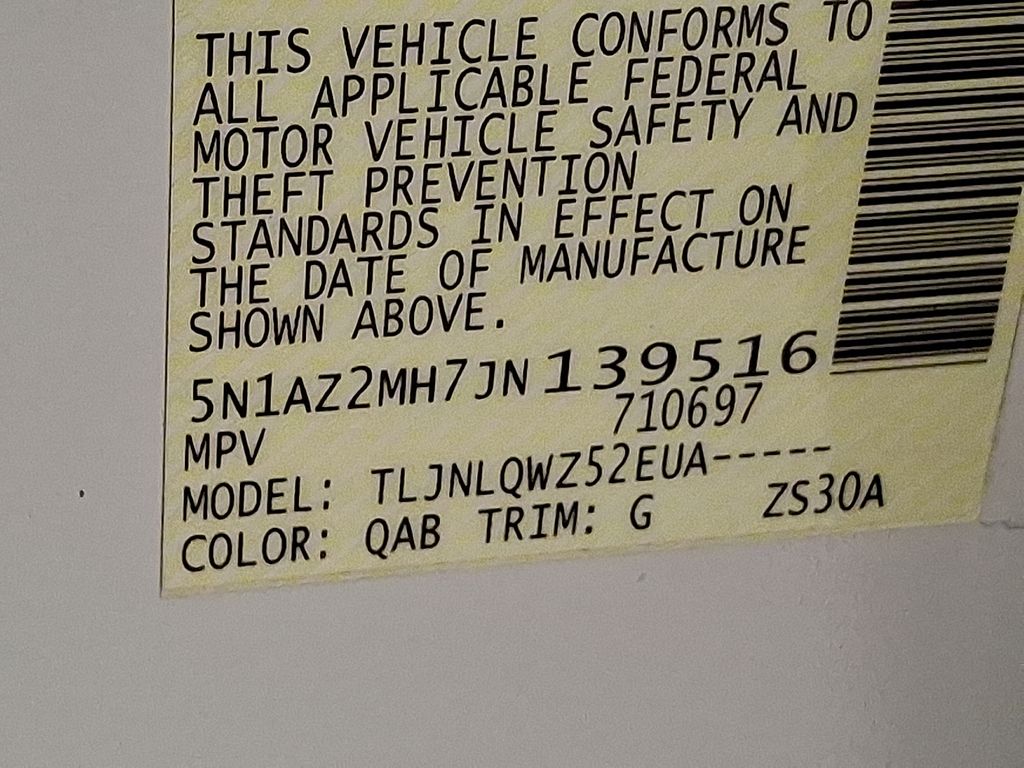 THIS VEHICLE CONFORMS TO
ALL APPLICABLE FEDERAL
MOTOR VEHICLE SAFETY AND
THEFT PREVENTION
STANDARDS IN EFFECT ON
THE DATE OF MANUFACTURE
SHOWN ABOVE.
5N1AZ2MH7JN139516
710697
MPV
MODEL: TLJNLQWZ52EUA-----
COLOR: QAB TRIM: G ZS30A